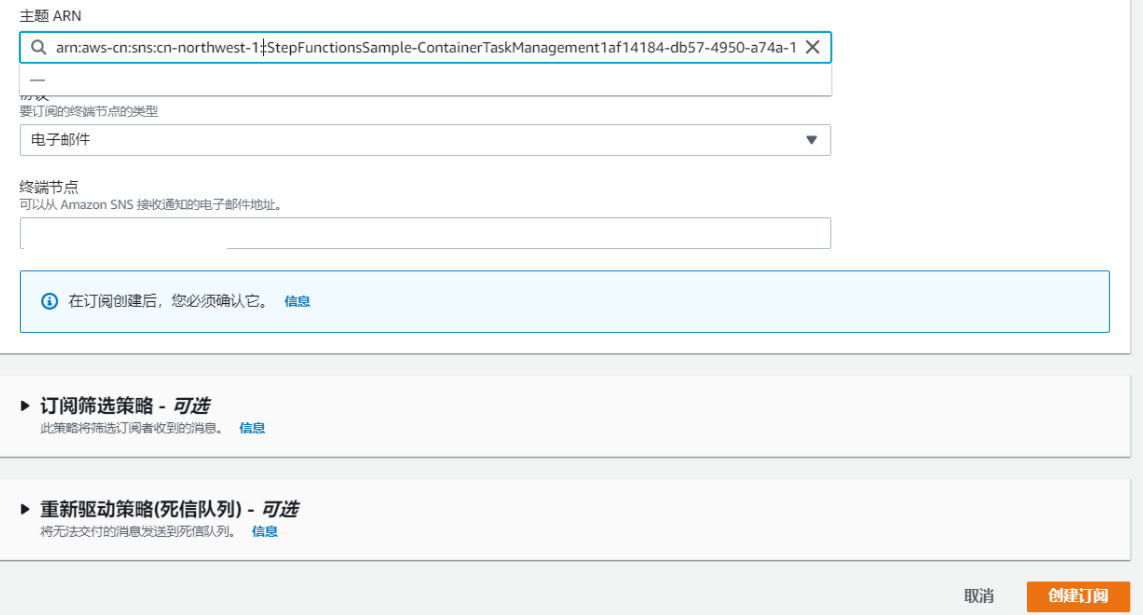 主题 ARN
arn:aws-cn:sns:cn-northwest-1::StepFunctionsSample-ContainerTaskManagement1af14184-db57-4950-a74a-1
—
协议
要订阅的终端节点的类型
电子邮件
终端节点
可以从 Amazon SNS 接收通知的电子邮件地址。
在订阅创建后，您必须确认它。 信息
订阅筛选策略 - 可选
此策略将筛选订阅者收到的消息。 信息
重新驱动策略(死信队列) - 可选
将无法交付的消息发送到死信队列。 信息
取消
创建订阅